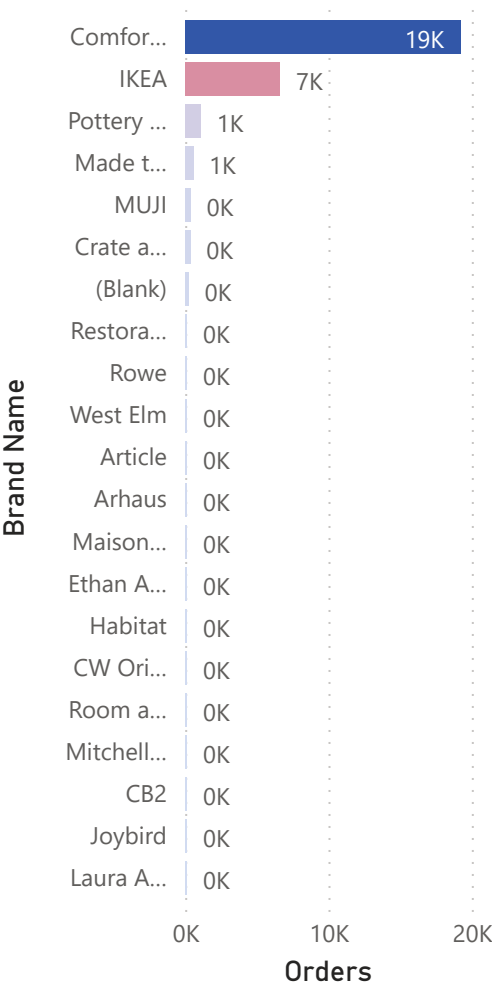 Comfor... 19K
IKEA 7K
Pottery ... 1K
Made t... 1K
MUJI 0K
Crate a... 0K
(Blank) 0K
Restora... 0K
Rowe 0K
West Elm 0K
Article 0K
Arhaus 0K
Maison... 0K
Ethan A... 0K
Habitat 0K
CW Ori... 0K
Room a... 0K
Mitchell... 0K
CB2 0K
Joybird 0K
Laura A... 0K
0K 10K 20K
Orders
Brand Name